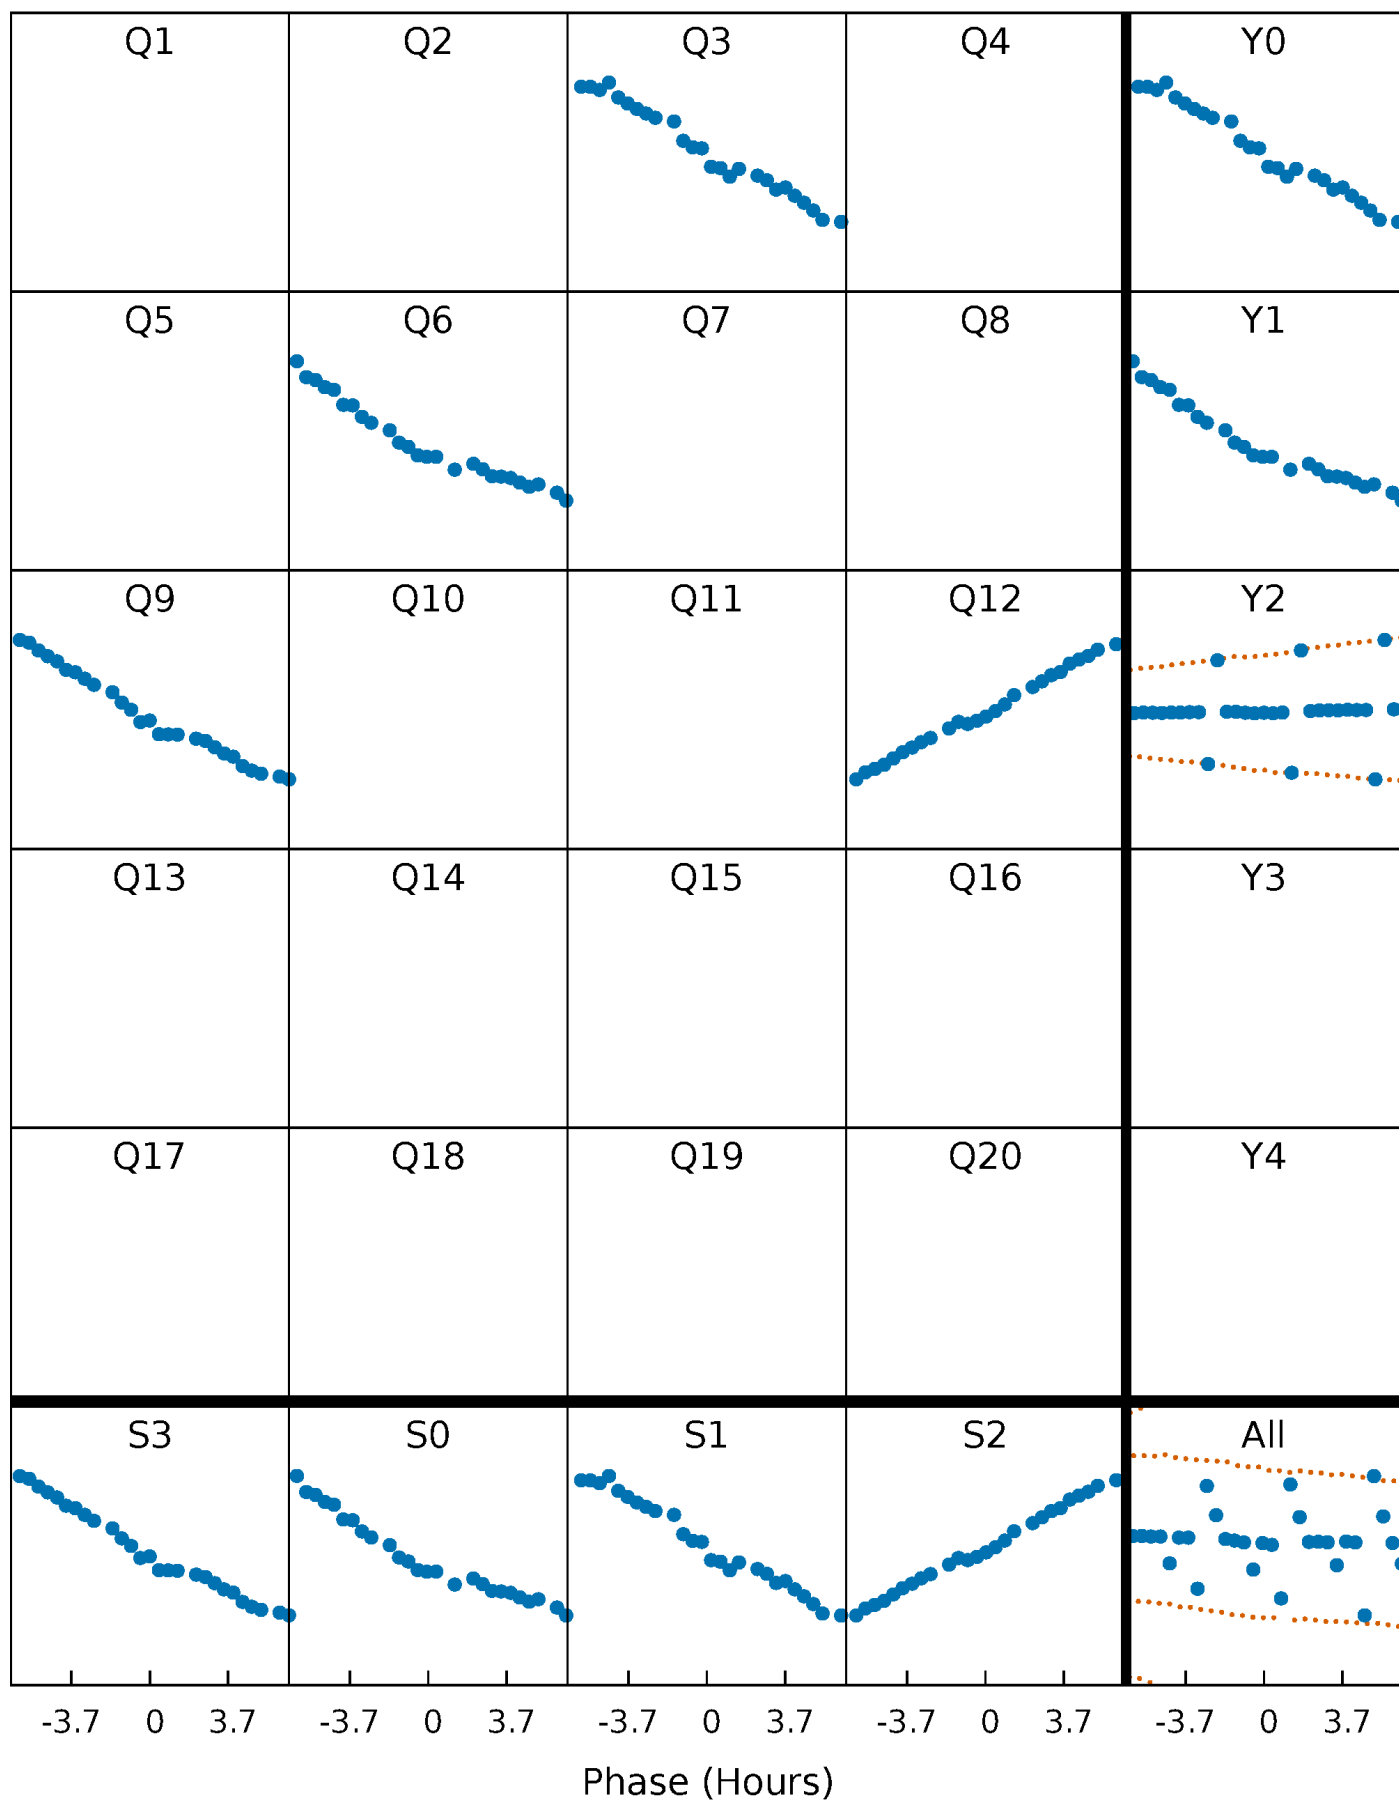 Q1 Q2 Q3 Q4 Y0
Q5 Q6 Q7 Q8 Y1
Q9 Q10 Q11 Q12 Y2
Q13 Q14 Q15 Q16 Y3
Q17 Q18 Q19 Q20 Y4
S3 S0 S1 S2 All
-3.7 0 3.7 -3.7 0 3.7 -3.7 0 3.7 -3.7 0 3.7 -3.7 0 3.7
Phase (Hours)